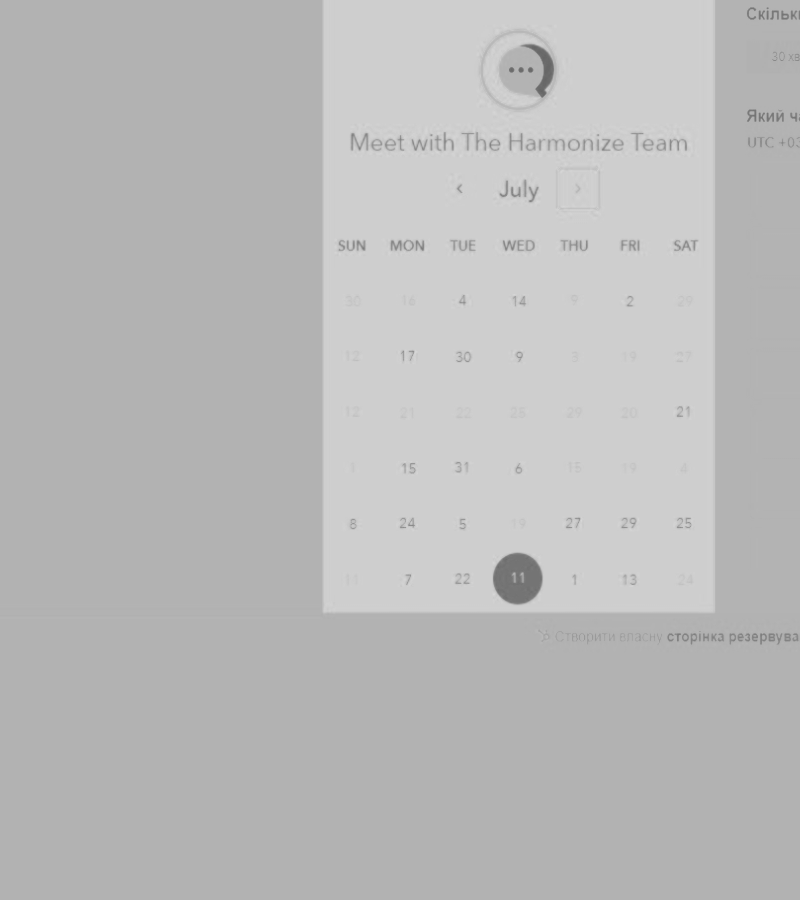 Скільки
30 хв
Meet with The Harmonize Team
Який ча
UTC +03
‹ July ›
SUN MON TUE WED THU FRI SAT
30 16 4 14 9 2 29
12 17 30 9 3 19 27
12 21 22 25 29 20 21
1 15 31 6 15 19 4
8 24 5 19 27 29 25
11 7 22 11 1 13 24
Створити власну сторінка резервува